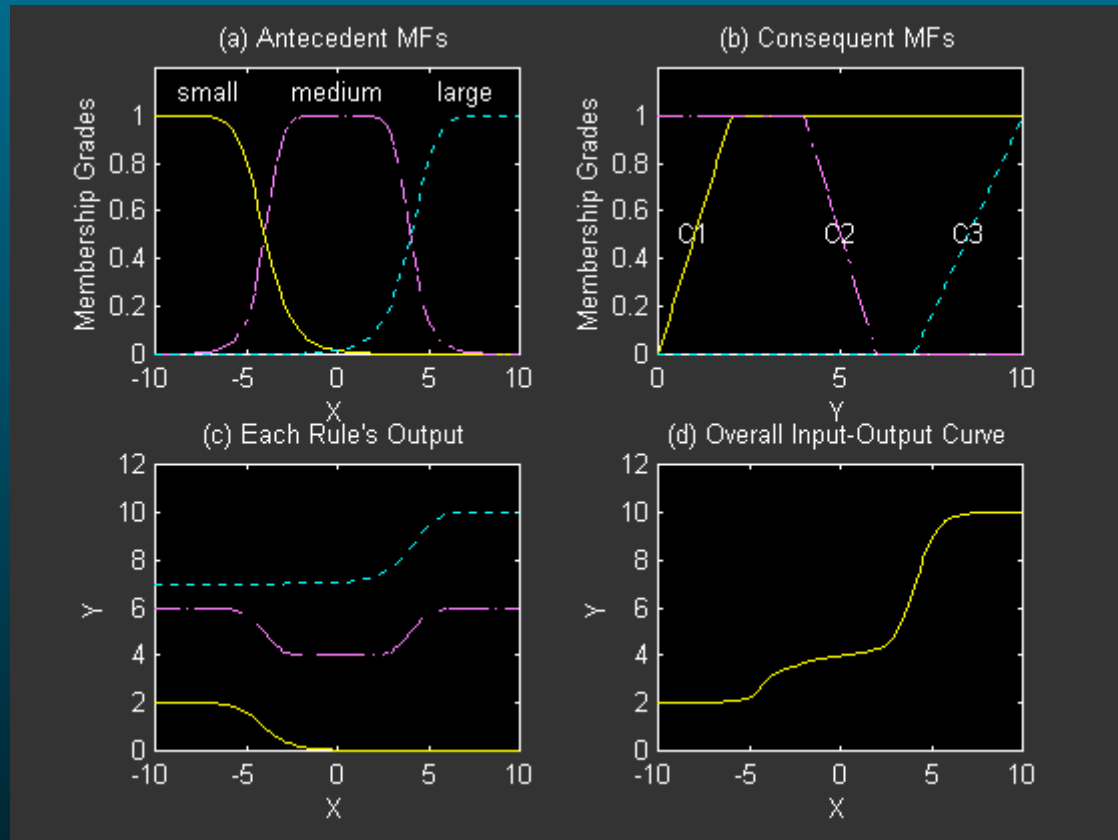 (a) Antecedent MFs
small medium large
Membership Grades
1
0.8
0.6
0.4
0.2
0
-10 -5 0 5 10
X
(b) Consequent MFs
Membership Grades
1
0.8
0.6
0.4
0.2
0
C1 C2 C3
0 5 10
Y
(c) Each Rule's Output
Y
12
10
8
6
4
2
0
-10 -5 0 5 10
X
(d) Overall Input-Output Curve
Y
12
10
8
6
4
2
0
-10 -5 0 5 10
X